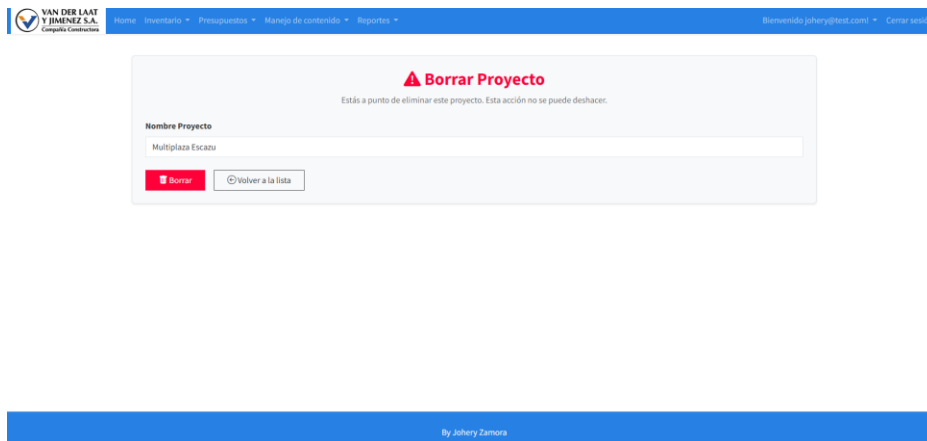 VAN DER LAAT
Y JIMENEZ S.A.
Compañía Constructora
Home Inventario Presupuestos Manejo de contenido Reportes Bienvenido johery@test.com! Cerrar sesió
Borrar Proyecto
Estás a punto de eliminar este proyecto. Esta acción no se puede deshacer.
Nombre Proyecto
Multiplaza Escazu
Borrar Volver a la lista
By Johery Zamora